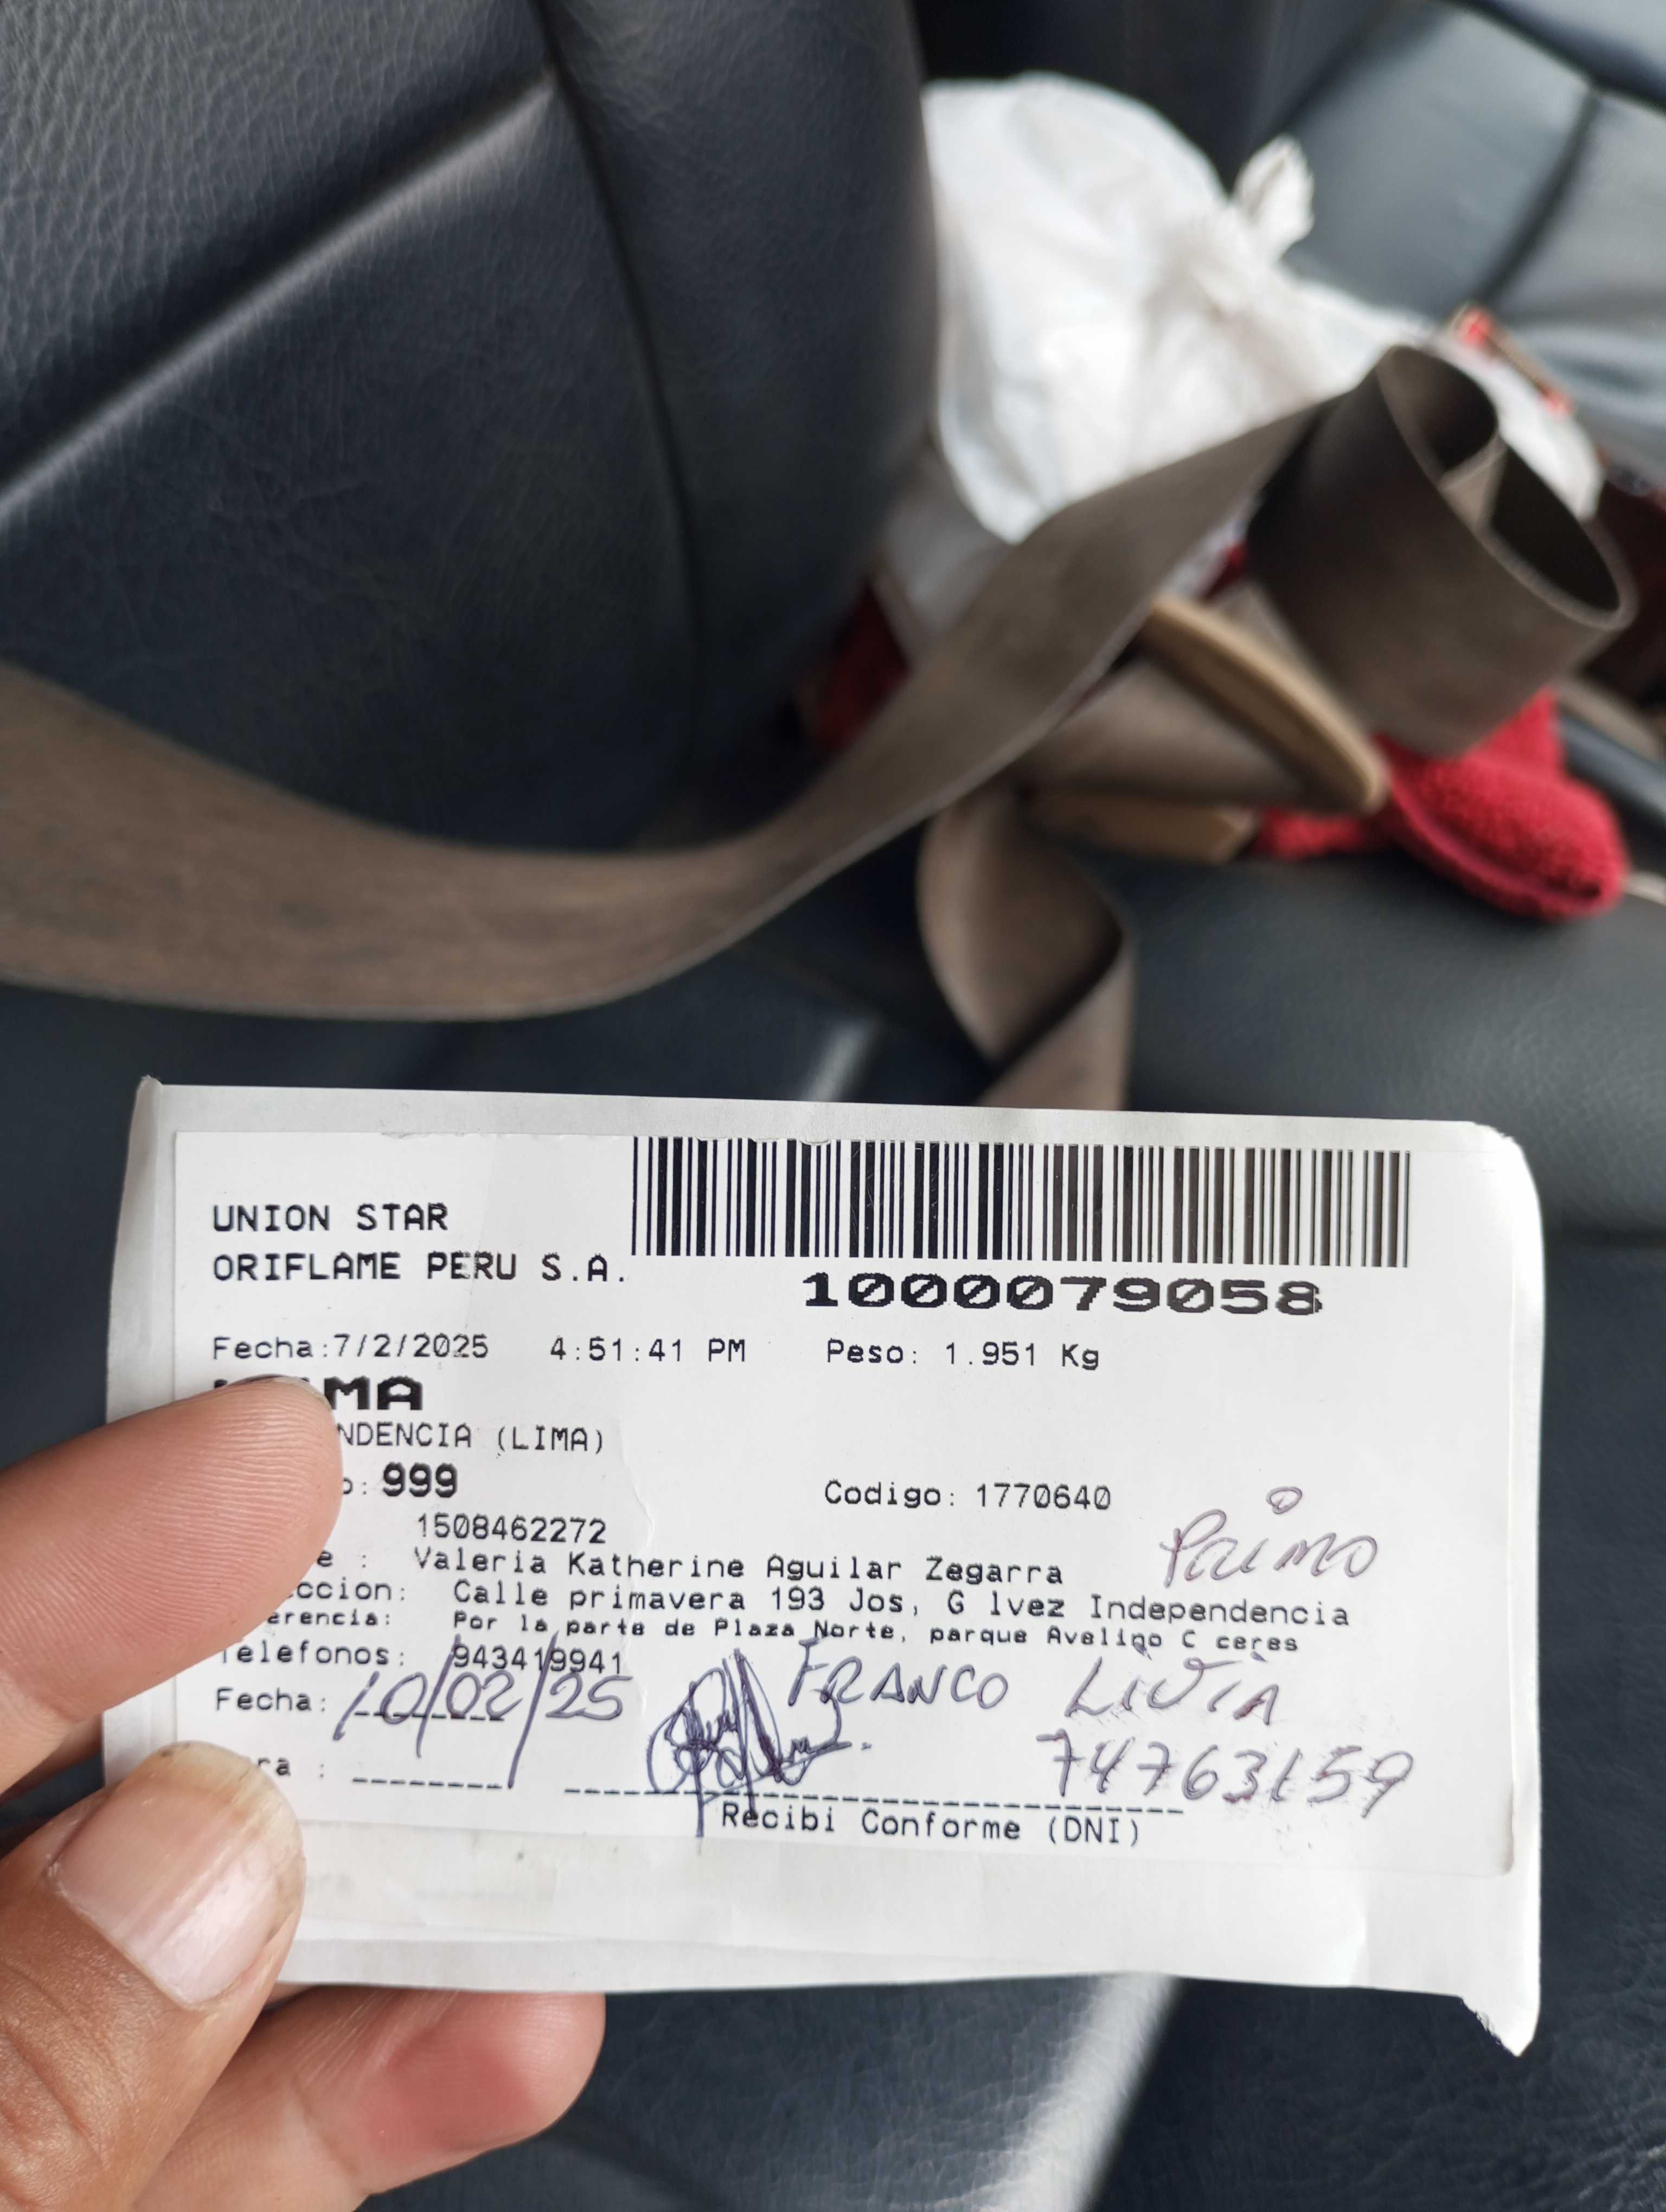 UNION STAR
ORIFLAME PERU S.A.
1000079058
Fecha:7/2/2025 4:51:41 PM Peso: 1.951 Kg
MA
NDENCIA (LIMA)
o: 999 Codigo: 1770640
1508462272
PRIMO
e : Valeria Katherine Aguilar Zegarra
ccion: Calle primavera 193 Jos, G lvez Independencia
erencia: Por la parte de Plaza Norte, parque Avelino C ceres
Telefonos: 943419941
FRANCO LIVIA
Fecha: 10/02/25
74763159
ra :
Recibi Conforme (DNI)